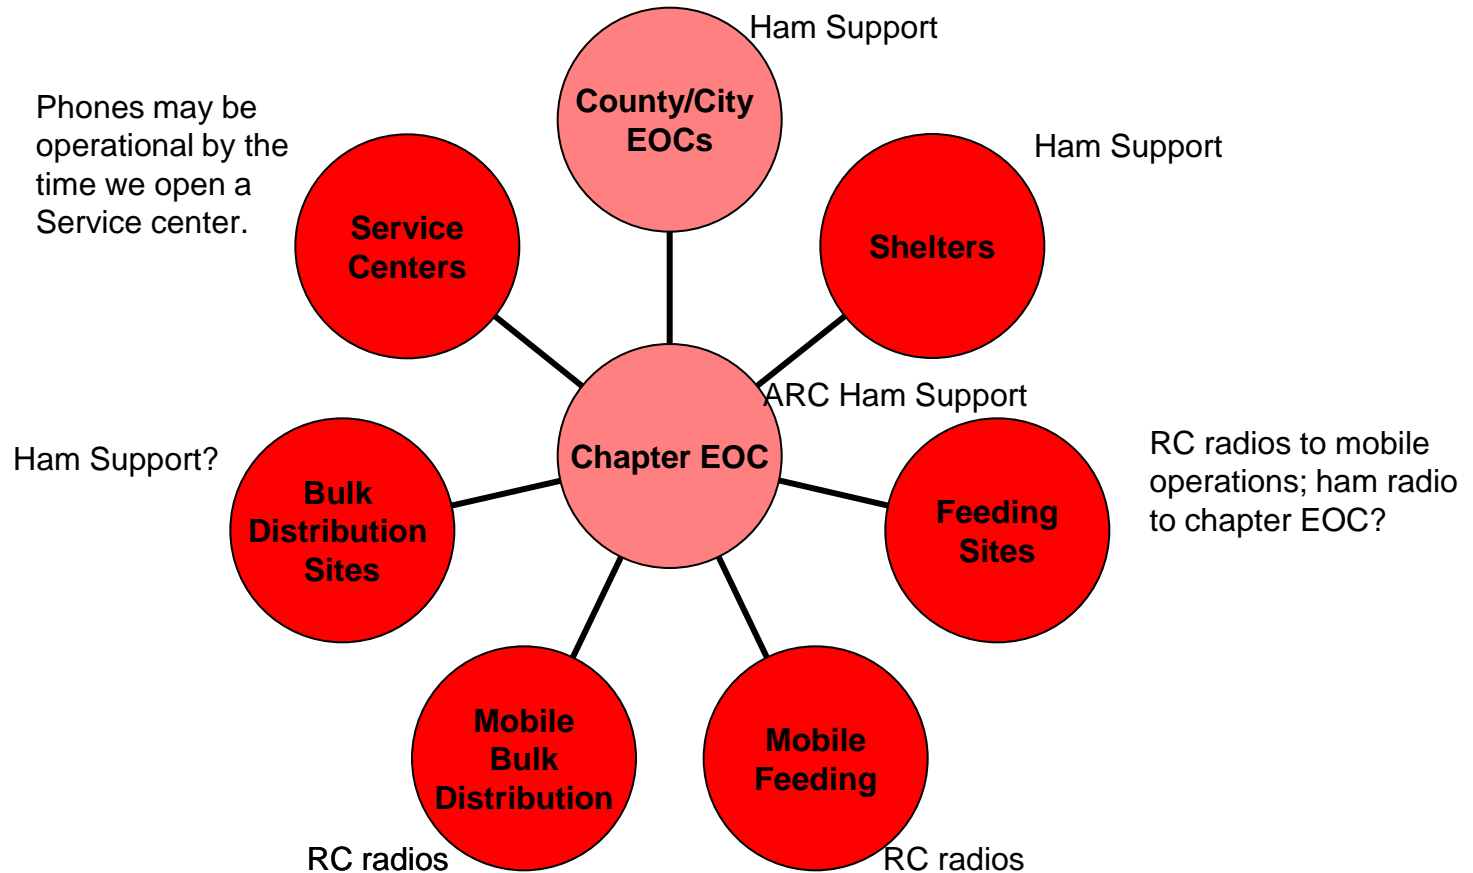 Ham Support
County/City
EOCs
Phones may be
operational by the
time we open a
Service center.
Ham Support
Service
Centers
Shelters
ARC Ham Support
Chapter EOC
Ham Support?
Bulk
Distribution
Sites
RC radios to mobile
operations; ham radio
to chapter EOC?
Feeding
Sites
Mobile
Bulk
Distribution
Mobile
Feeding
RC radios
RC radios